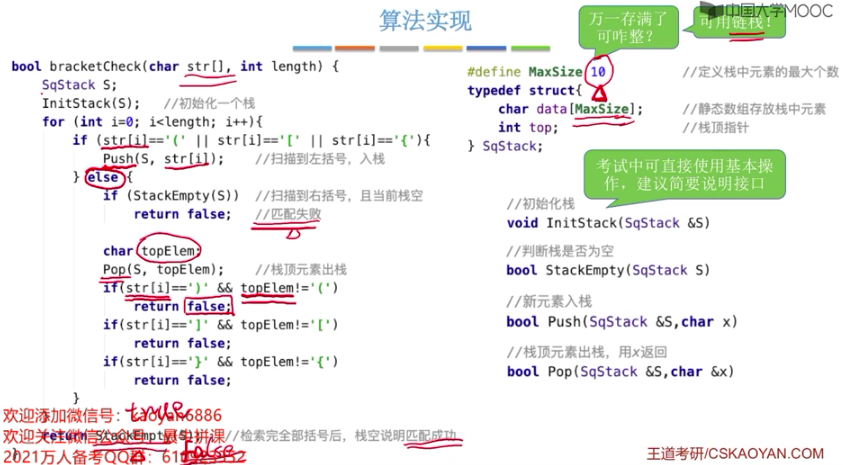 算法实现
中国大学MOOC
万一存满了
可咋整?
可用链栈!
bool bracketCheck(char str[], int length) {
SqStack S;
InitStack(S); //初始化一个栈
for (int i=0; i<length; i++){
if (str[i]=='(' || str[i]=='[' || str[i]=='{'){
Push(S, str[i]); //扫描到左括号，入栈
} else {
if (StackEmpty(S)) //扫描到右括号，且当前栈空
return false; //匹配失败
char topElem;
Pop(S, topElem); //栈顶元素出栈
if(str[i]==')' && topElem!='(')
return false;
if(str[i]==']' && topElem!='[')
return false;
if(str[i]=='}' && topElem!='{')
return false;
}
true
return StackEmpty(S); //检索完全部括号后，栈空说明匹配成功
false
}
#define MaxSize 10 //定义栈中元素的最大个数
typedef struct{
char data[MaxSize]; //静态数组存放栈中元素
int top; //栈顶指针
} SqStack;
考试中可直接使用基本操
作，建议简要说明接口
//初始化栈
void InitStack(SqStack &S)
//判断栈是否为空
bool StackEmpty(SqStack S)
//新元素入栈
bool Push(SqStack &S,char x)
//栈顶元素出栈，用x返回
bool Pop(SqStack &S,char &x)
欢迎添加微信号：kaoyan6886
欢迎关注微信公众号：
2021万人备考QQ群：
王道考研/CSKAOYAN.COM